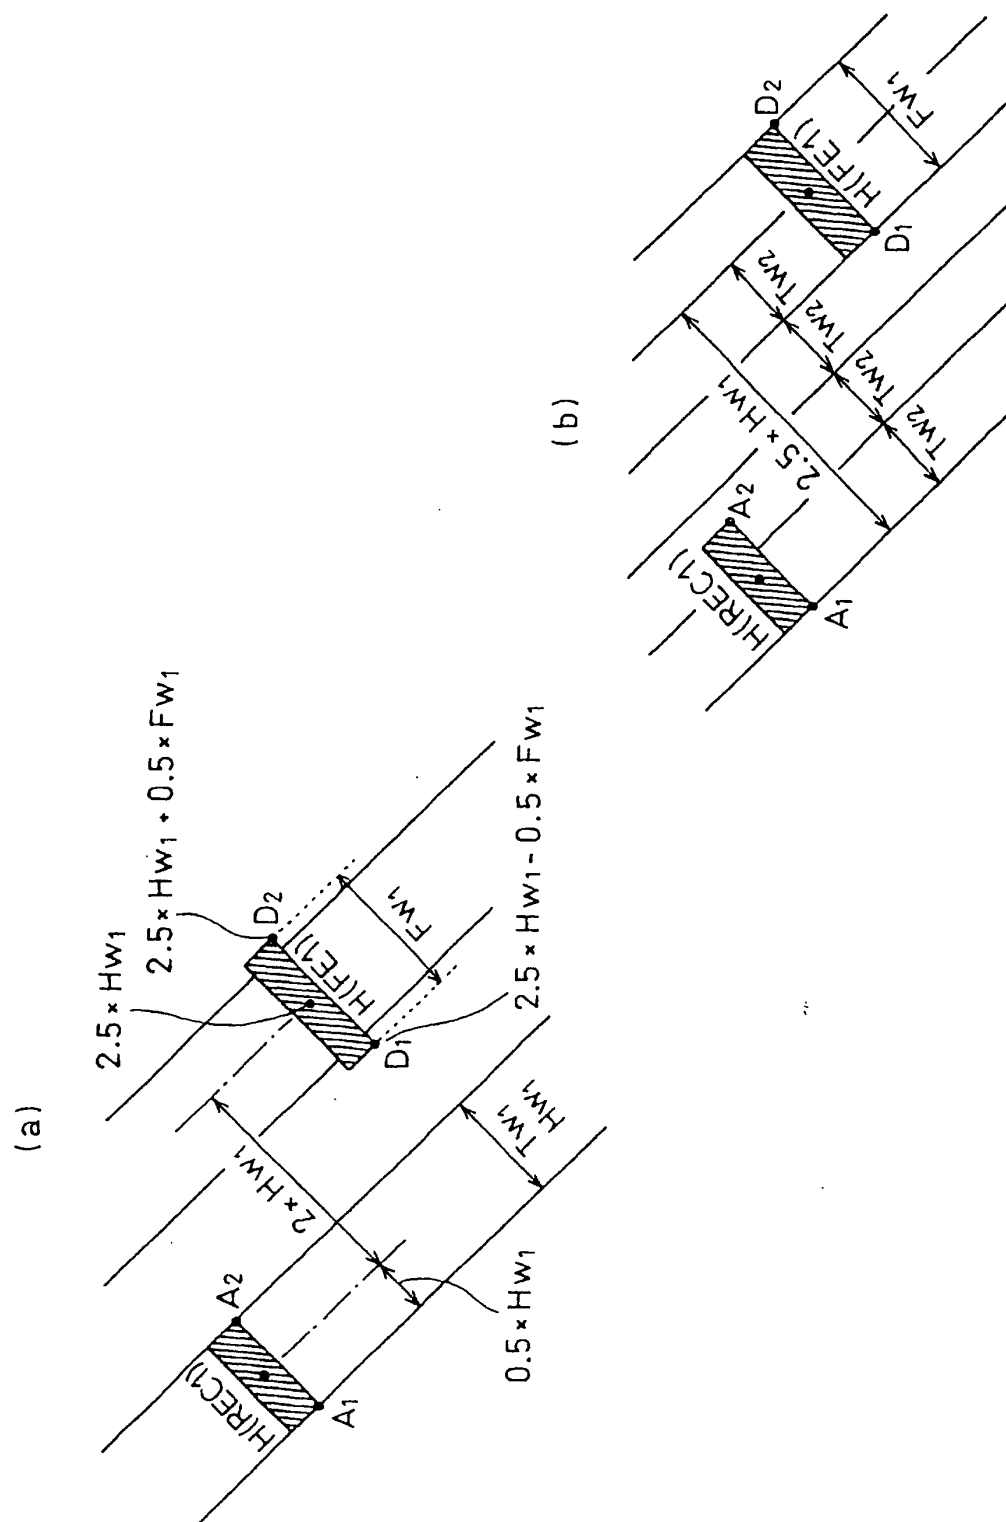 (a)
2.5×HW1
2.5×HW1+0.5×FW1
D2
H(FE1)
FW1
D1
2.5×HW1-0.5×FW1
2×HW1
TW1
HW1
A2
H(REC1)
A1
0.5×HW1
(b)
D2
H(FE1)
FW1
D1
TW2
TW2
TW2
TW2
2.5×HW1
A2
H(REC1)
A1